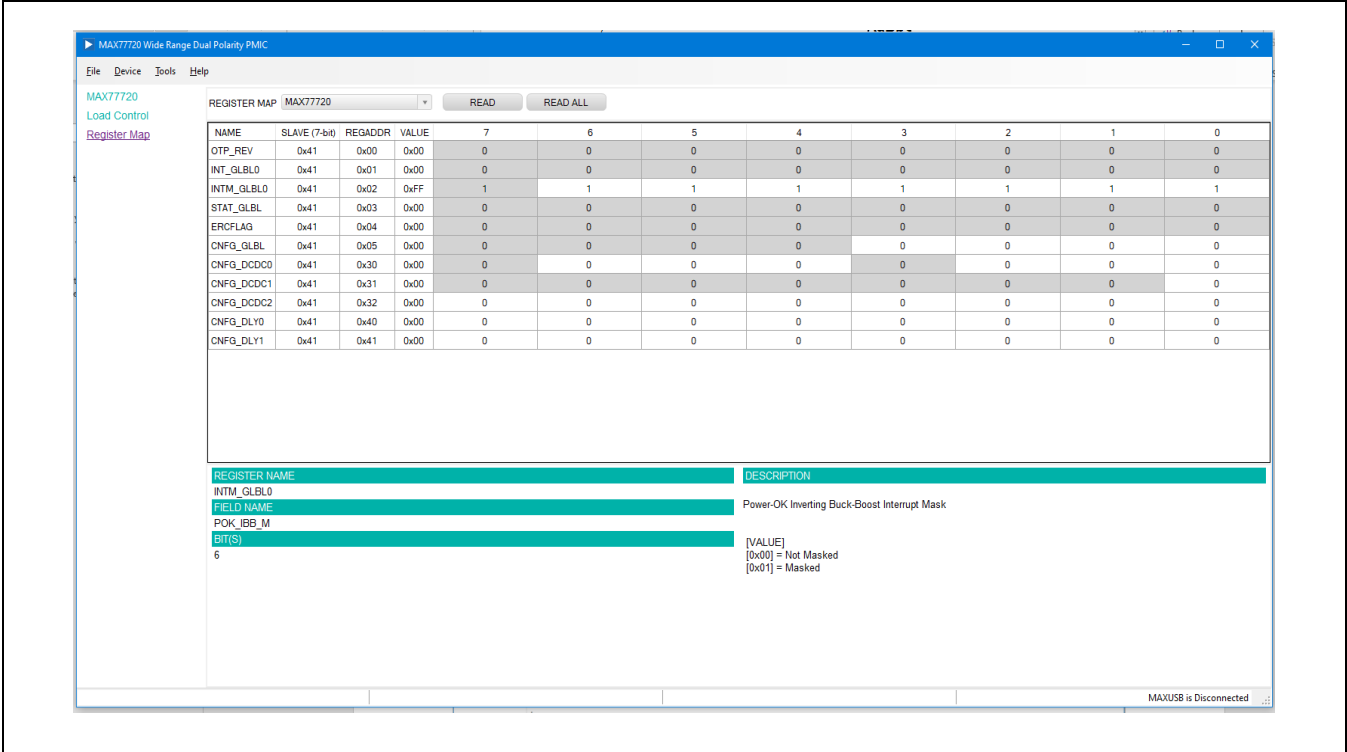 MAX77720 Wide Range Dual Polarity PMIC
File Device Tools Help
MAX77720
Load Control
Register Map
REGISTER MAP MAX77720 READ READ ALL
NAME SLAVE (7-bit) REGADDR VALUE 7 6 5 4 3 2 1 0
OTP_REV 0x41 0x00 0x00 0 0 0 0 0 0 0 0
INT_GLBL0 0x41 0x01 0x00 0 0 0 0 0 0 0 0
INTM_GLBL0 0x41 0x02 0xFF 1 1 1 1 1 1 1 1
STAT_GLBL 0x41 0x03 0x00 0 0 0 0 0 0 0 0
ERCFLAG 0x41 0x04 0x00 0 0 0 0 0 0 0 0
CNFG_GLBL 0x41 0x05 0x00 0 0 0 0 0 0 0 0
CNFG_DCDC0 0x41 0x30 0x00 0 0 0 0 0 0 0 0
CNFG_DCDC1 0x41 0x31 0x00 0 0 0 0 0 0 0 0
CNFG_DCDC2 0x41 0x32 0x00 0 0 0 0 0 0 0 0
CNFG_DLY0 0x41 0x40 0x00 0 0 0 0 0 0 0 0
CNFG_DLY1 0x41 0x41 0x00 0 0 0 0 0 0 0 0
REGISTER NAME
INTM_GLBL0
FIELD NAME
POK_IBB_M
BIT(S)
6
DESCRIPTION
Power-OK Inverting Buck-Boost Interrupt Mask
[VALUE]
[0x00] = Not Masked
[0x01] = Masked
MAXUSB is Disconnected